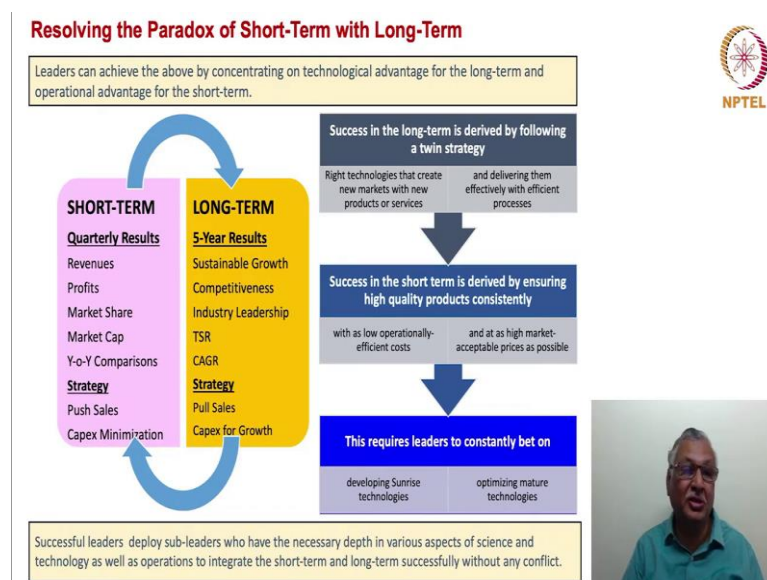 Resolving the Paradox of Short-Term with Long-Term
NPTEL
Leaders can achieve the above by concentrating on technological advantage for the long-term and
operational advantage for the short-term.
SHORT-TERM
Quarterly Results
Revenues
Profits
Market Share
Market Cap
Y-o-Y Comparisons
Strategy
Push Sales
Capex Minimization
LONG-TERM
5-Year Results
Sustainable Growth
Competitiveness
Industry Leadership
TSR
CAGR
Strategy
Pull Sales
Capex for Growth
Success in the long-term is derived by following
a twin strategy
Right technologies that create
new markets with new
products or services
and delivering them
effectively with efficient
processes
Success in the short term is derived by ensuring
high quality products consistently
with as low operationally-
efficient costs
and at as high market-
acceptable prices as possible
This requires leaders to constantly bet on
developing Sunrise
technologies
optimizing mature
technologies
Successful leaders deploy sub-leaders who have the necessary depth in various aspects of science and
technology as well as operations to integrate the short-term and long-term successfully without any conflict.